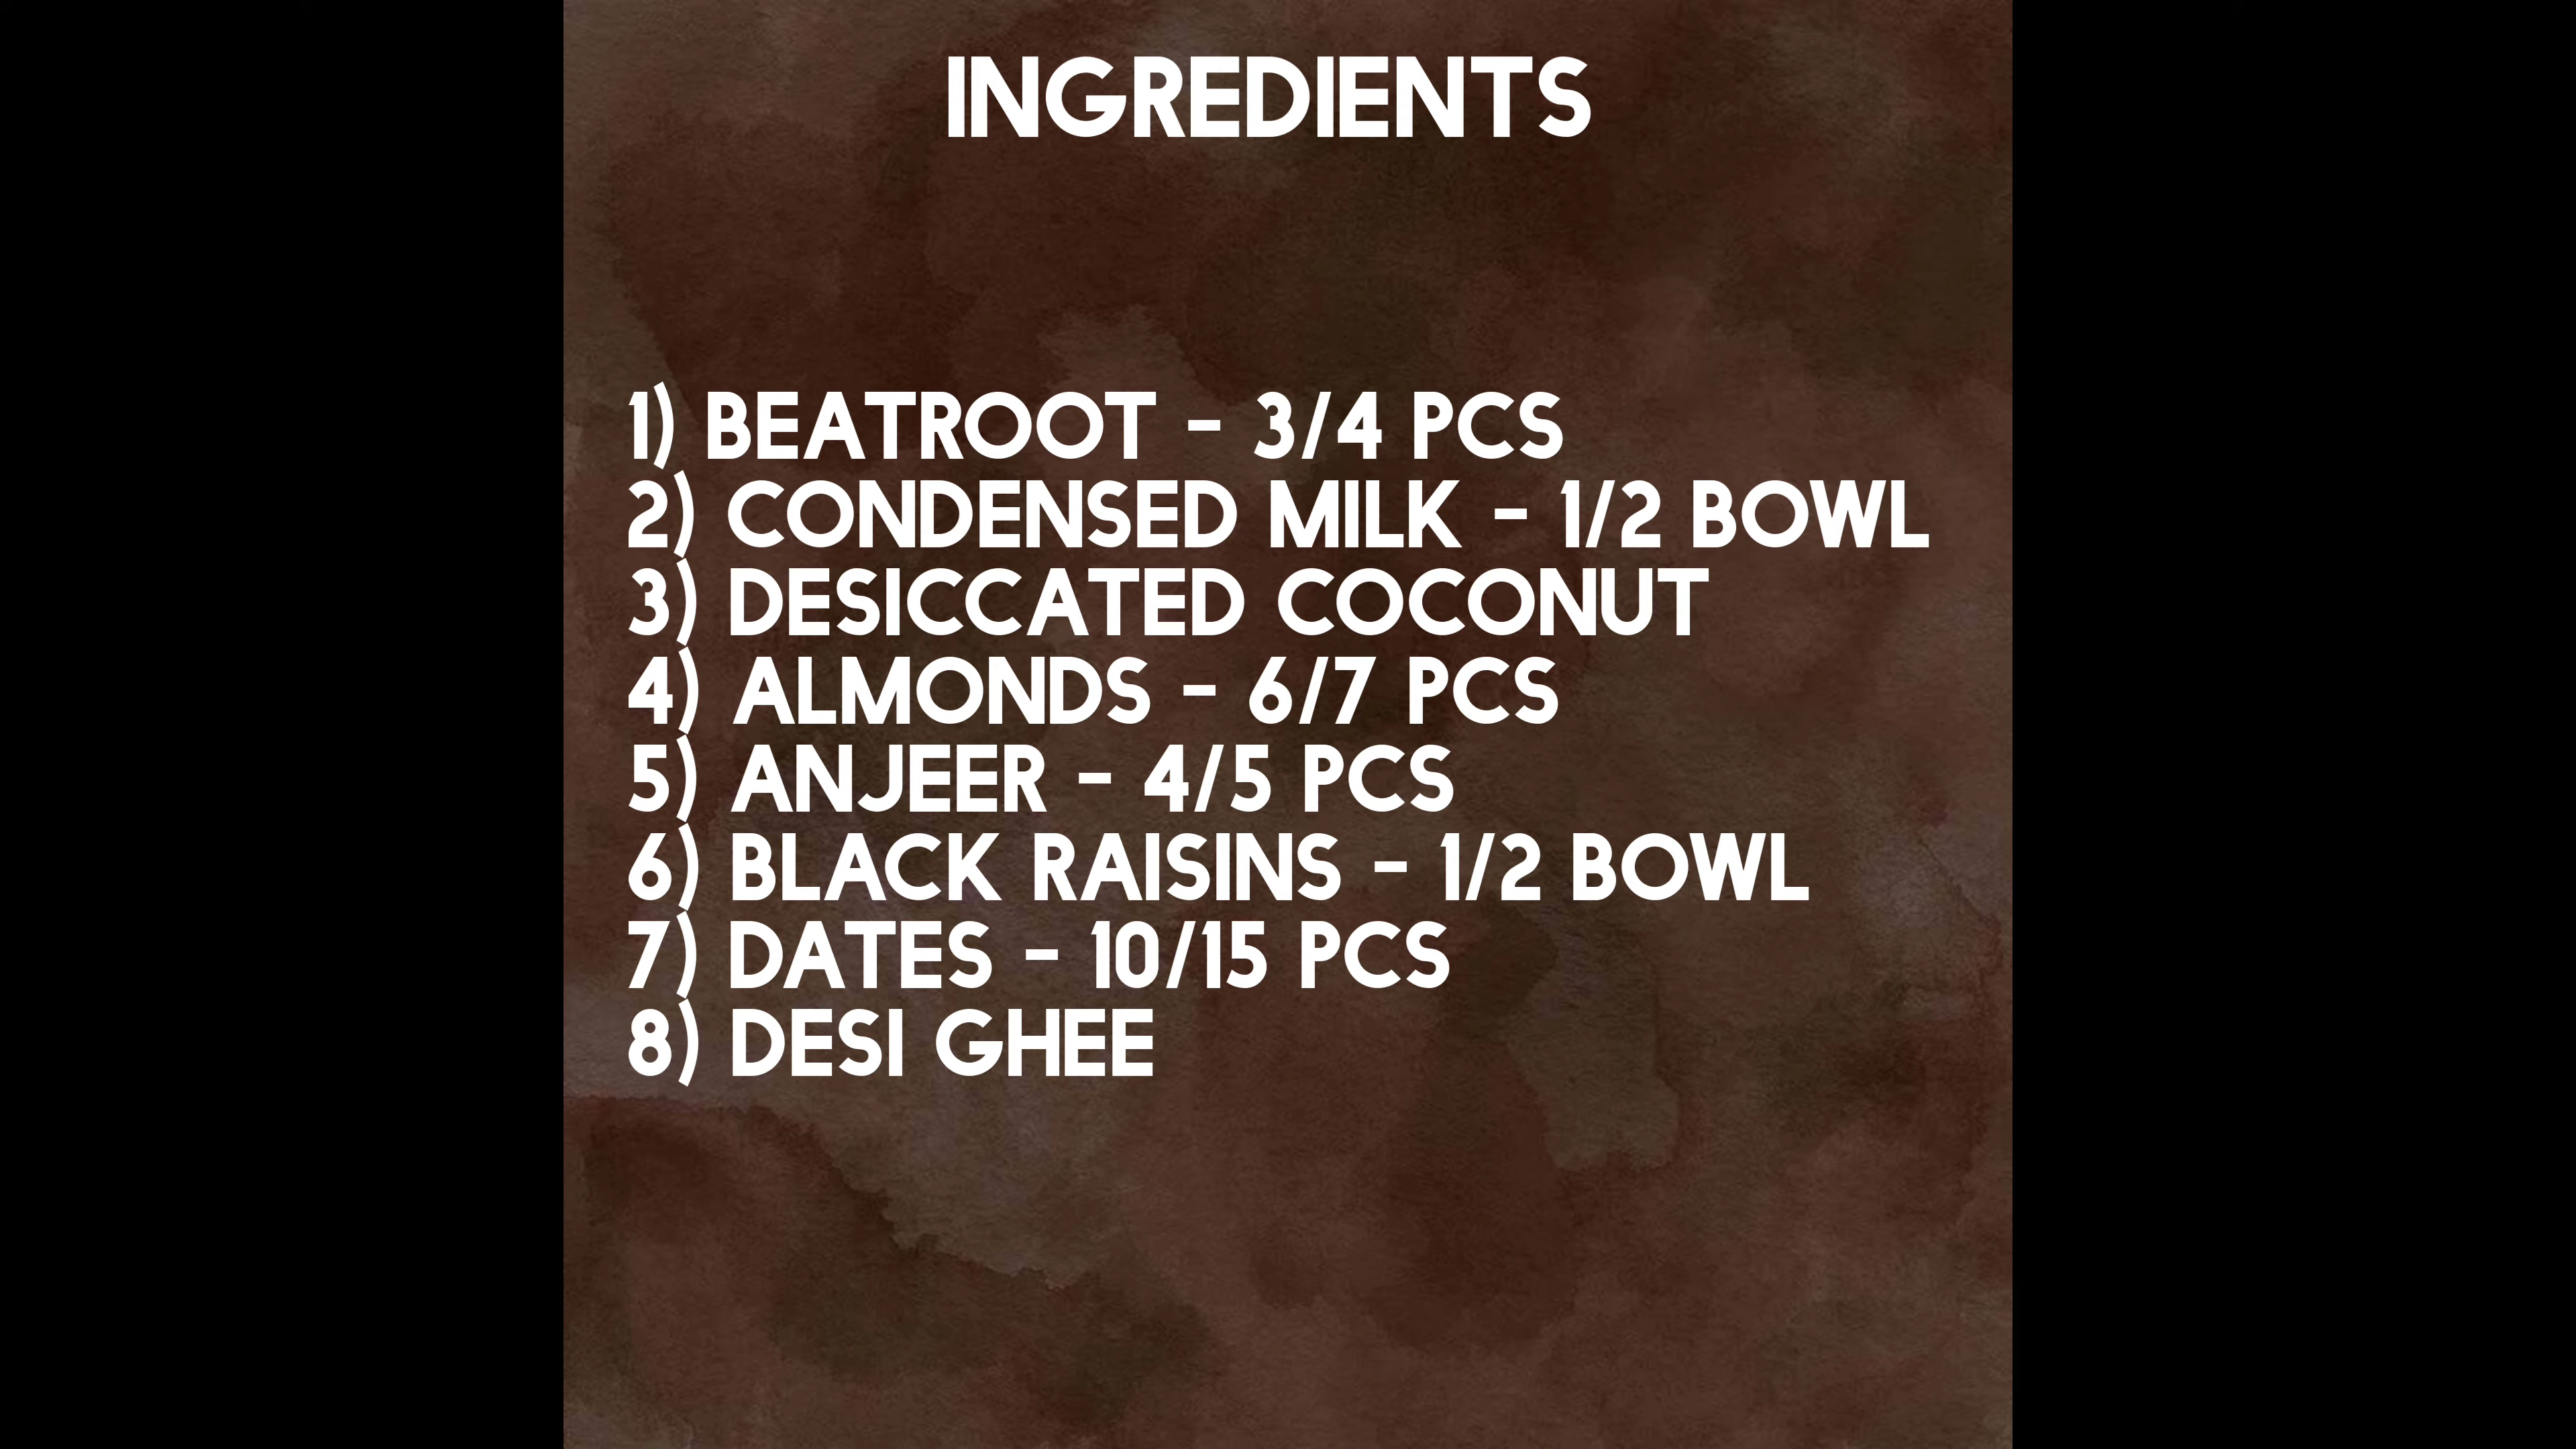 INGREDIENTS
1) BEATROOT - 3/4 PCS
2) CONDENSED MILK - 1/2 BOWL
3) DESICCATED COCONUT
4) ALMONDS - 6/7 PCS
5) ANJEER - 4/5 PCS
6) BLACK RAISINS - 1/2 BOWL
7) DATES - 10/15 PCS
8) DESI GHEE